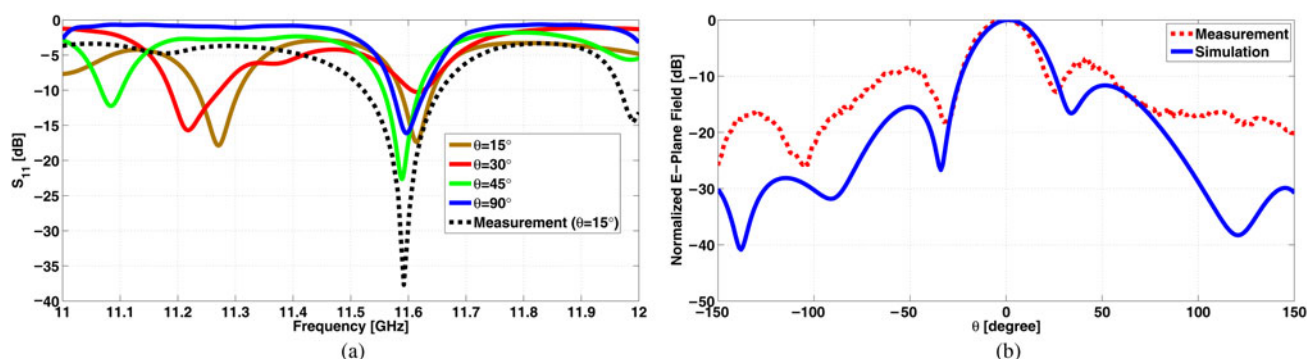 0
−5
−10
−15
−20
−25
−30
−35
−40
S11 [dB]
θ=15°
θ=30°
θ=45°
θ=90°
Measurement (θ=15°)
11 11.1 11.2 11.3 11.4 11.5 11.6 11.7 11.8 11.9 12
Frequency [GHz]
(a)
0
−10
−20
−30
−40
−50
Normalized E−Plane Field [dB]
Measurement
Simulation
−150 −100 −50 0 50 100 150
θ [degree]
(b)